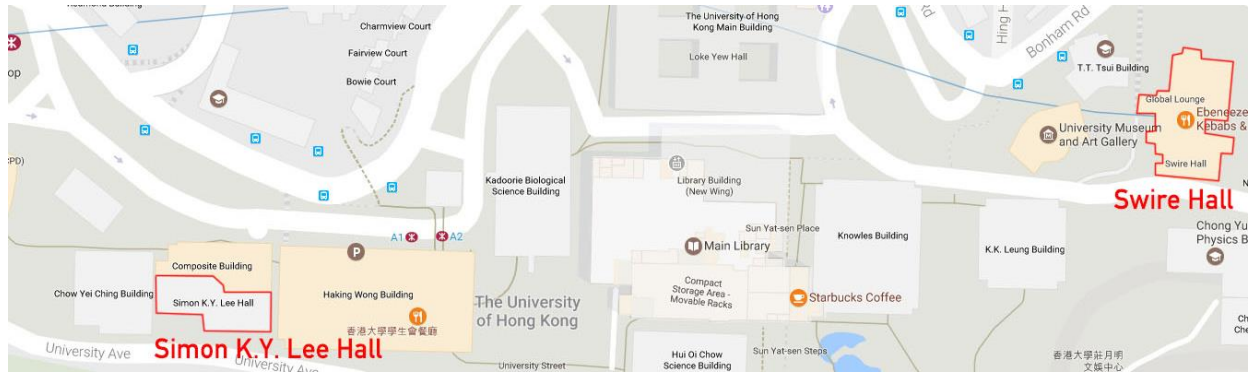 Charmview Court
Fairview Court
Bowie Court
The University of Hong
Kong Main Building
Loke Yew Hall
Hing H
Bonham Rd
Rd
T.T. Tsui Building
op
Global Lounge
Ebeneeze
Kebabs &
University Museum
and Art Gallery
Swire Hall
Swire Hall
CPD)
Kadoorie Biological
Science Building
Library Building
(New Wing)
Sun Yat-sen Place
Main Library
Knowles Building
K.K. Leung Building
Chong Yu
Physics B
A1
A2
P
Composite Building
Chow Yei Ching Building
Simon K.Y. Lee Hall
Haking Wong Building
香港大學學生會餐廳
The University
of Hong Kong
Compact
Storage Area -
Movable Racks
Starbucks Coffee
Simon K.Y. Lee Hall
University Ave
University Ave
University Street
Hui Oi Chow
Science Building
Sun Yat-sen Steps
香港大學莊月明
文娛中心
Ch
Che